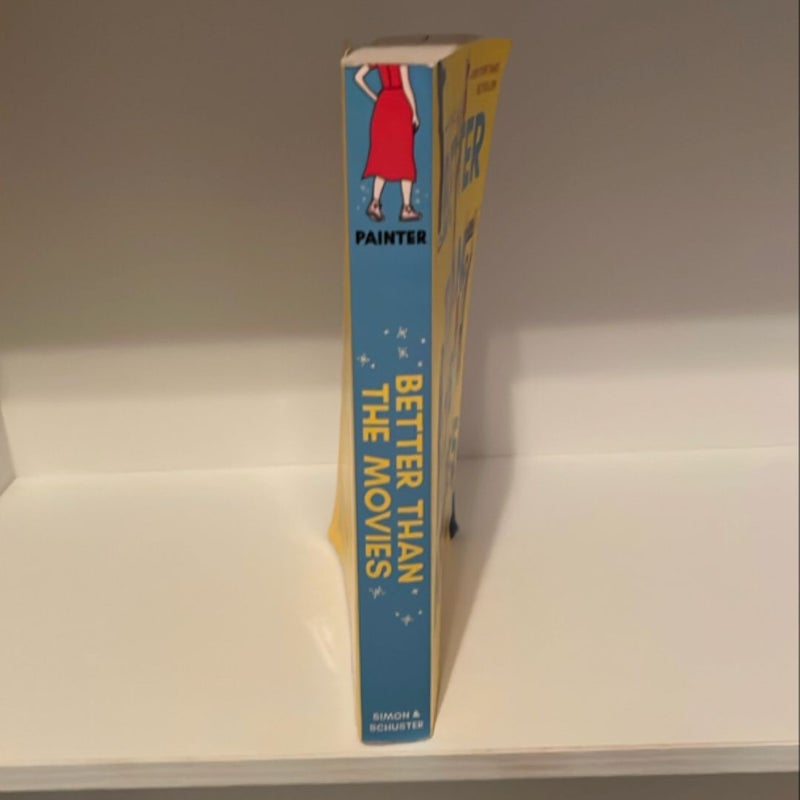 PAINTER
BETTER THAN
THE MOVIES
SIMON &
SCHUSTER